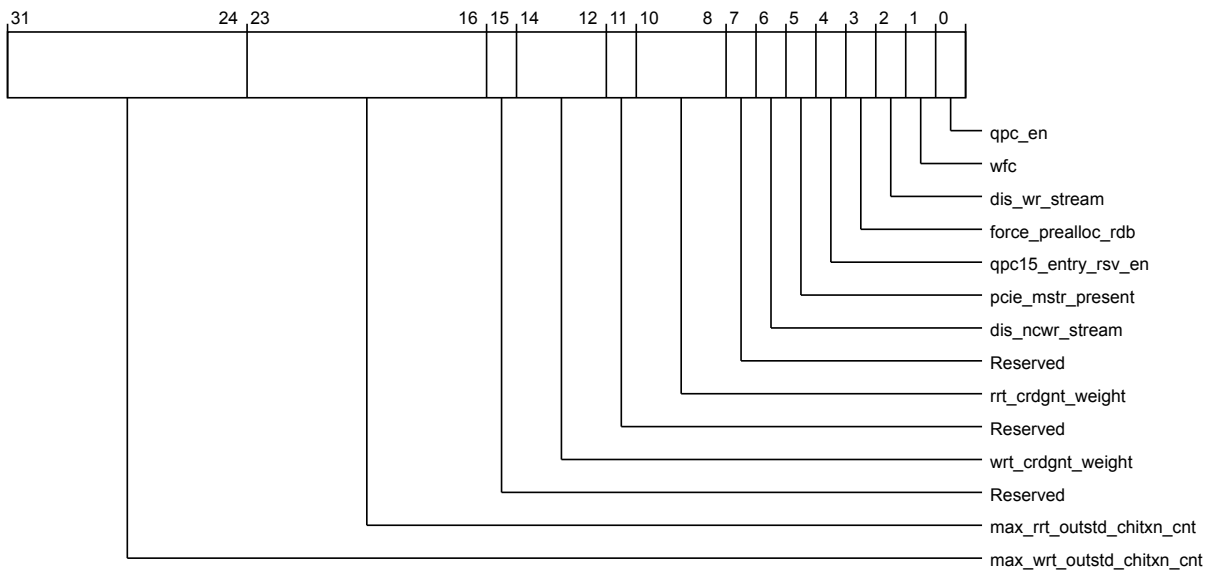 31 24 23 16 15 14 12 11 10 8 7 6 5 4 3 2 1 0
qpc_en
wfc
dis_wr_stream
force_prealloc_rdb
qpc15_entry_rsv_en
pcie_mstr_present
dis_ncwr_stream
Reserved
rrt_crdgnt_weight
Reserved
wrt_crdgnt_weight
Reserved
max_rrt_outstd_chitxn_cnt
max_wrt_outstd_chitxn_cnt